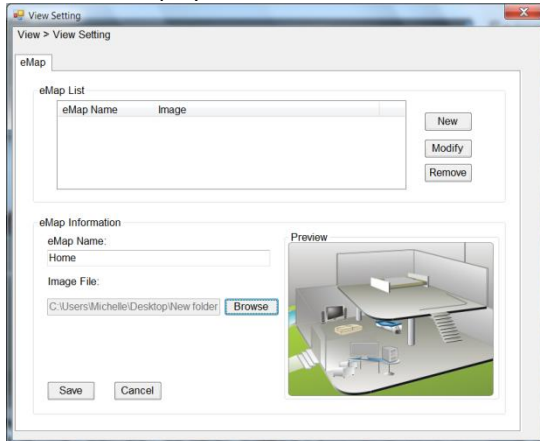 View Setting
View > View Setting
eMap
eMap List
eMap Name Image
New
Modify
Remove
eMap Information
eMap Name:
Home
Image File:
C:\Users\Michelle\Desktop\New folder
Browse
Preview
Save Cancel